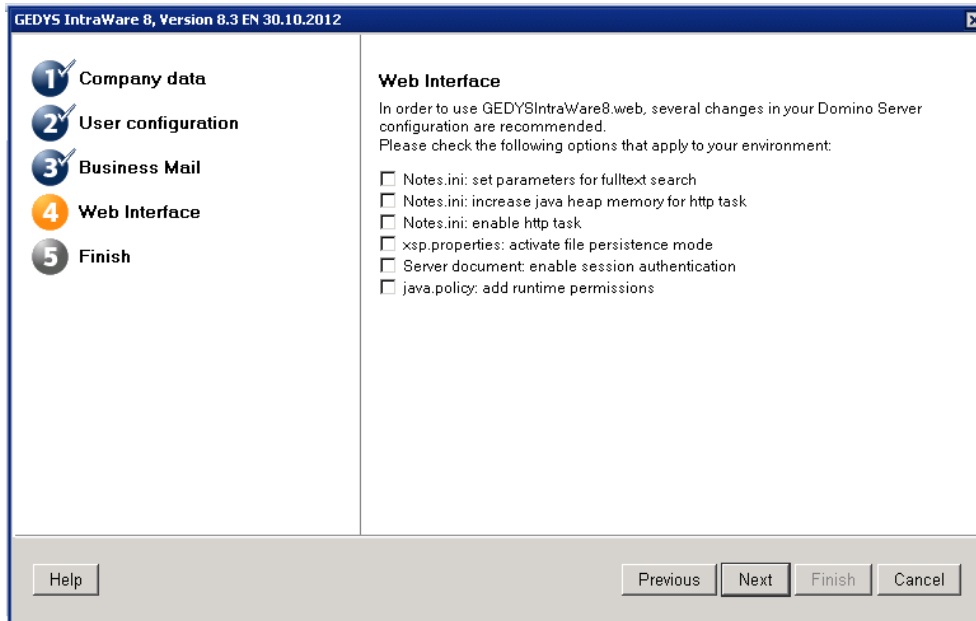 GEDYS IntraWare 8, Version 8.3 EN 30.10.2012
1 Company data
2 User configuration
3 Business Mail
4 Web Interface
5 Finish
Web Interface
In order to use GEDYSIntraWare8.web, several changes in your Domino Server
configuration are recommended.
Please check the following options that apply to your environment:
Notes.ini: set parameters for fulltext search
Notes.ini: increase java heap memory for http task
Notes.ini: enable http task
xsp.properties: activate file persistence mode
Server document: enable session authentication
java.policy: add runtime permissions
Help
Previous
Next
Finish
Cancel